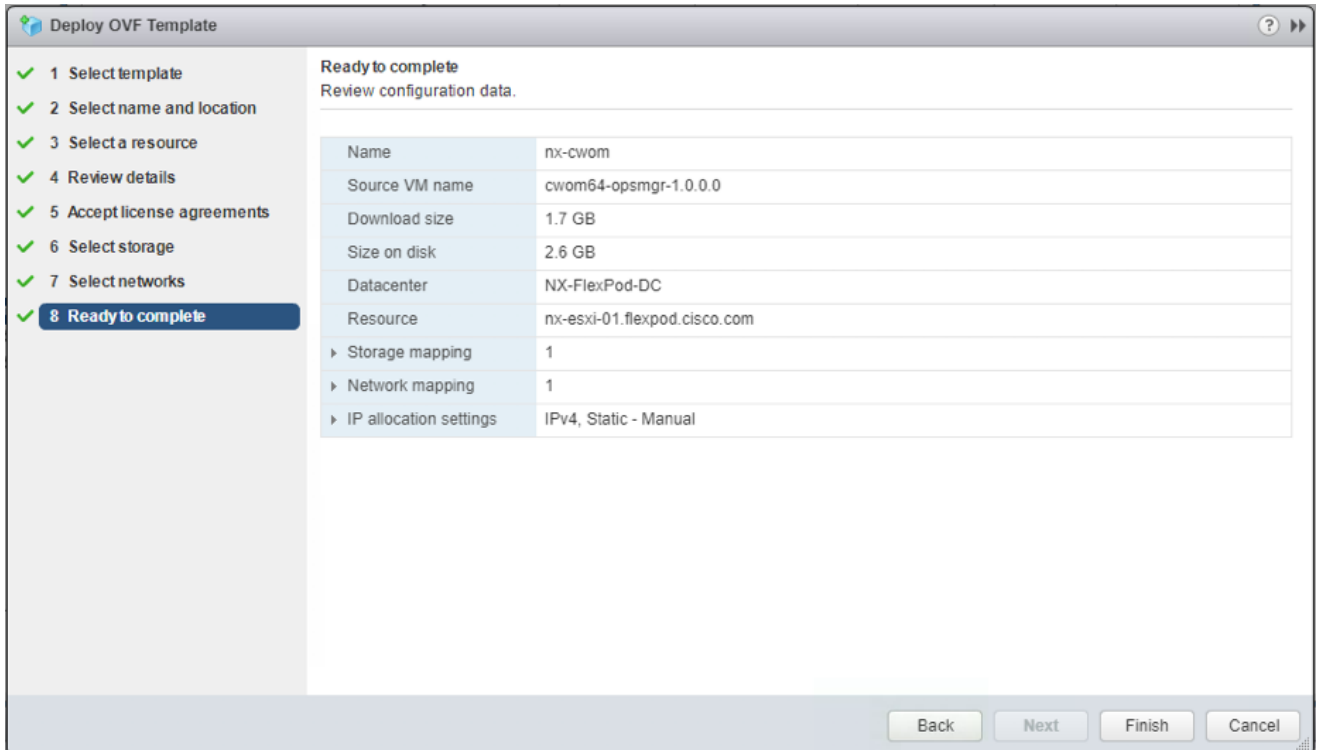 Deploy OVF Template
?
1 Select template
2 Select name and location
3 Select a resource
4 Review details
5 Accept license agreements
6 Select storage
7 Select networks
8 Ready to complete
Ready to complete
Review configuration data.
Name nx-cwom
Source VM name cwom64-opsmgr-1.0.0.0
Download size 1.7 GB
Size on disk 2.6 GB
Datacenter NX-FlexPod-DC
Resource nx-esxi-01.flexpod.cisco.com
Storage mapping 1
Network mapping 1
IP allocation settings IPv4, Static - Manual
Back Next Finish Cancel